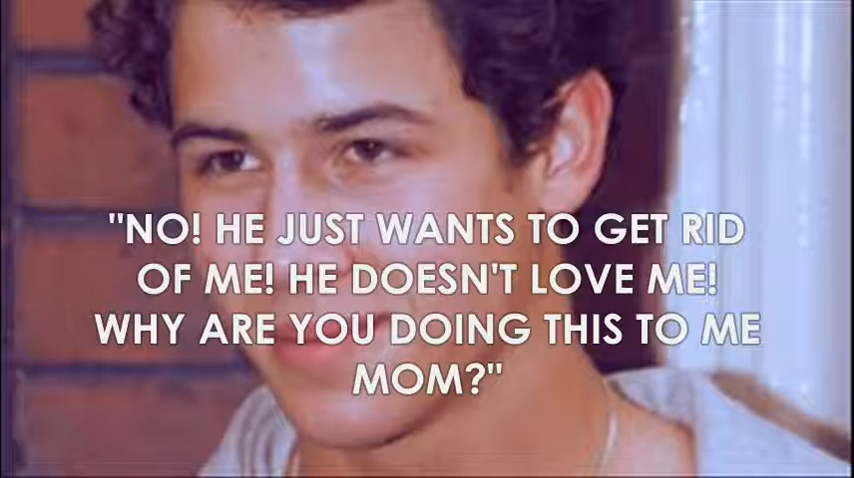 "NO! HE JUST WANTS TO GET RID
OF ME! HE DOESN'T LOVE ME!
WHY ARE YOU DOING THIS TO ME
MOM?"